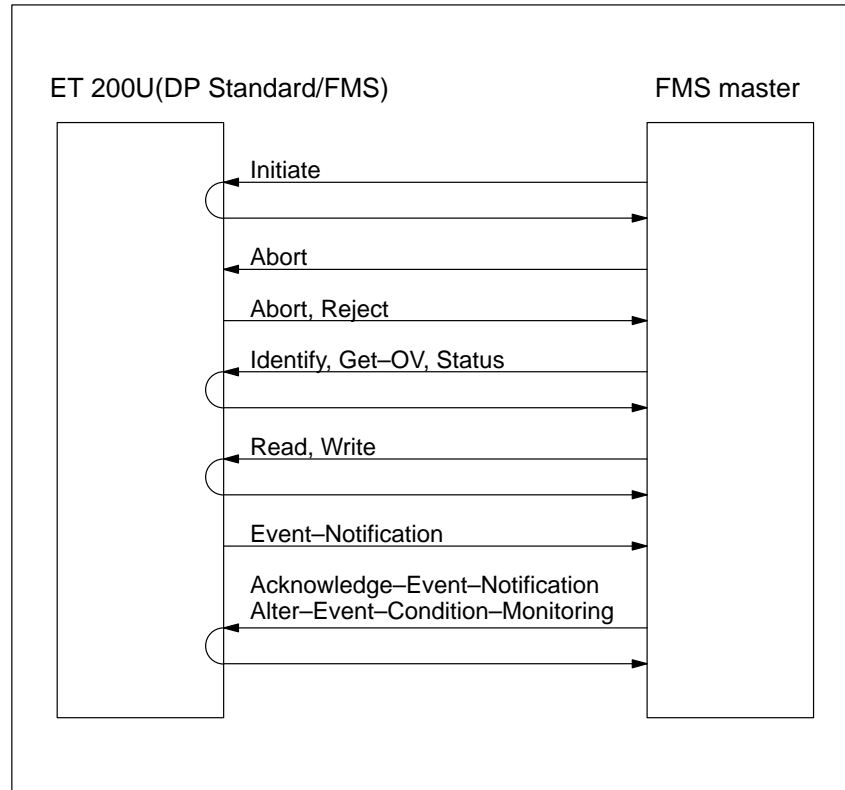 ET 200U(DP Standard/FMS)
FMS master
Initiate
Abort
Abort, Reject
Identify, Get–OV, Status
Read, Write
Event–Notification
Acknowledge–Event–Notification
Alter–Event–Condition–Monitoring